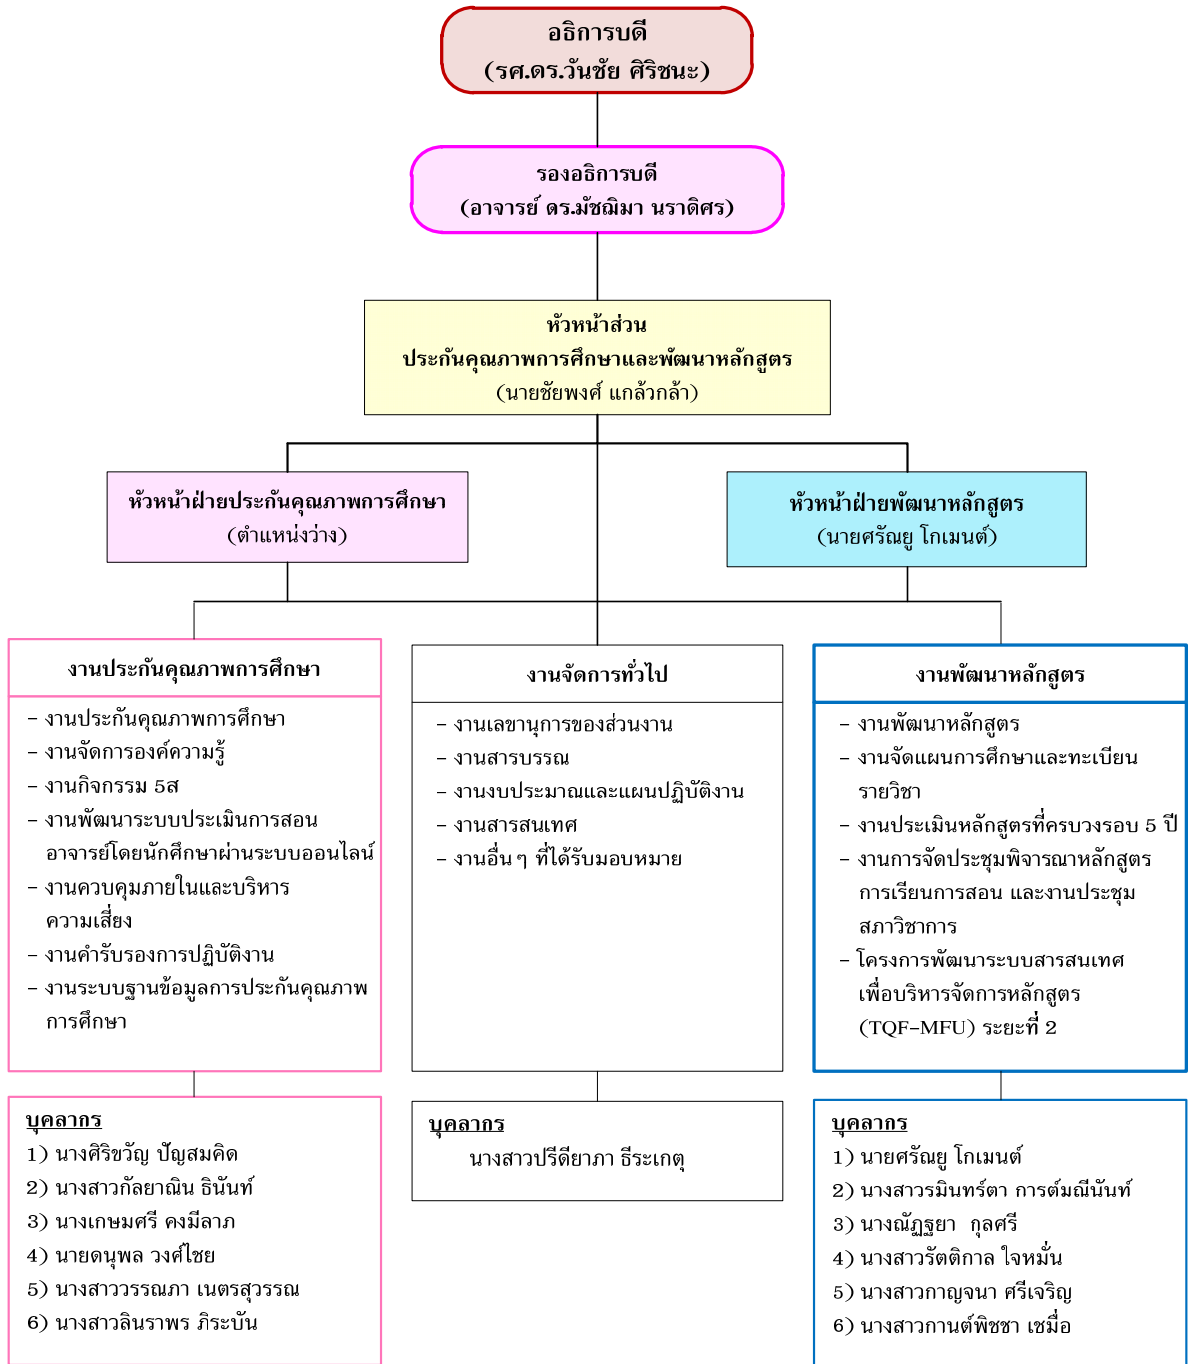 อธิการบดี
(รศ.ดร.วันชัย ศิริชนะ)
รองอธิการบดี
(อาจารย์ ดร.มัชฌิมา นราดิศร)
หัวหน้าส่วน
ประกันคุณภาพการศึกษาและพัฒนาหลักสูตร
(นายชัยพงศ์ แกล้วกล้า)
หัวหน้าฝ่ายประกันคุณภาพการศึกษา
(ตำแหน่งว่าง)
หัวหน้าฝ่ายพัฒนาหลักสูตร
(นายศรัณยู โกเมนต์)
งานประกันคุณภาพการศึกษา
- งานประกันคุณภาพการศึกษา
- งานจัดการองค์ความรู้
- งานกิจกรรม 5ส
- งานพัฒนาระบบประเมินการสอน
อาจารย์โดยนักศึกษาผ่านระบบออนไลน์
- งานควบคุมภายในและบริหาร
ความเสี่ยง
- งานคำรับรองการปฏิบัติงาน
- งานระบบฐานข้อมูลการประกันคุณภาพ
การศึกษา
งานจัดการทั่วไป
- งานเลขานุการของส่วนงาน
- งานสารบรรณ
- งานงบประมาณและแผนปฏิบัติงาน
- งานสารสนเทศ
- งานอื่นๆ ที่ได้รับมอบหมาย
งานพัฒนาหลักสูตร
- งานพัฒนาหลักสูตร
- งานจัดแผนการศึกษาและทะเบียน
รายวิชา
- งานประเมินหลักสูตรที่ครบวงรอบ 5 ปี
- งานการจัดประชุมพิจารณาหลักสูตร
การเรียนการสอน และงานประชุม
สภาวิชาการ
- โครงการพัฒนาระบบสารสนเทศ
เพื่อบริหารจัดการหลักสูตร
(TQF-MFU) ระยะที่ 2
บุคลากร
1) นางศิริขวัญ ปัญสมคิด
2) นางสาวกัลยาณิน ธินันท์
3) นางเกษมศรี คงมีลาภ
4) นายดนุพล วงศ์ไชย
5) นางสาววรรณภา เนตรสุวรรณ
6) นางสาวลินราพร ภิระบัน
บุคลากร
นางสาวปรีดียาภา ธีระเกตุ
บุคลากร
1) นายศรัณยู โกเมนต์
2) นางสาวรมินทร์ตา การต์มณีนันท์
3) นางณัฏฐยา กุลศรี
4) นางสาวรัตติกาล ใจหมั่น
5) นางสาวกาญจนา ศรีเจริญ
6) นางสาวกานต์พิชชา เชมื่อ